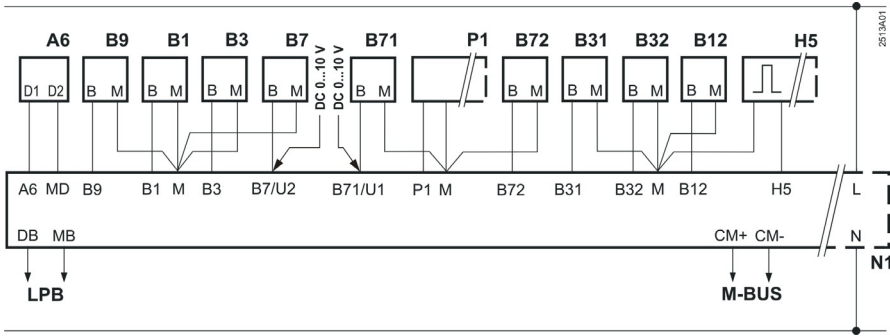 2513A01
A6 B9 B1 B3 B7 DC 0...10 V DC 0...10 V B71 P1 B72 B31 B32 B12 H5
D1 D2 B M B M B M B M B M B M B M B M B M
A6 MD B9 B1 M B3 B7/U2 B71/U1 P1 M B72 B31 B32 M B12 H5 L
DB MB CM+ CM- N
N1
LPB M-BUS